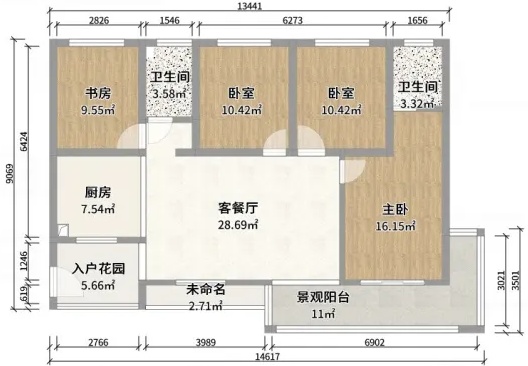 13441
2826 1546 6273 1656
书房
9.55㎡
卫生间
3.58㎡
卧室
10.42㎡
卧室
10.42㎡
卫生间
3.32㎡
9069
6424
厨房
7.54㎡
客餐厅
28.69㎡
主卧
16.15㎡
1246
入户花园
5.66㎡
619
未命名
2.71㎡
景观阳台
11㎡
3021
3501
2766 3989 6902
14617